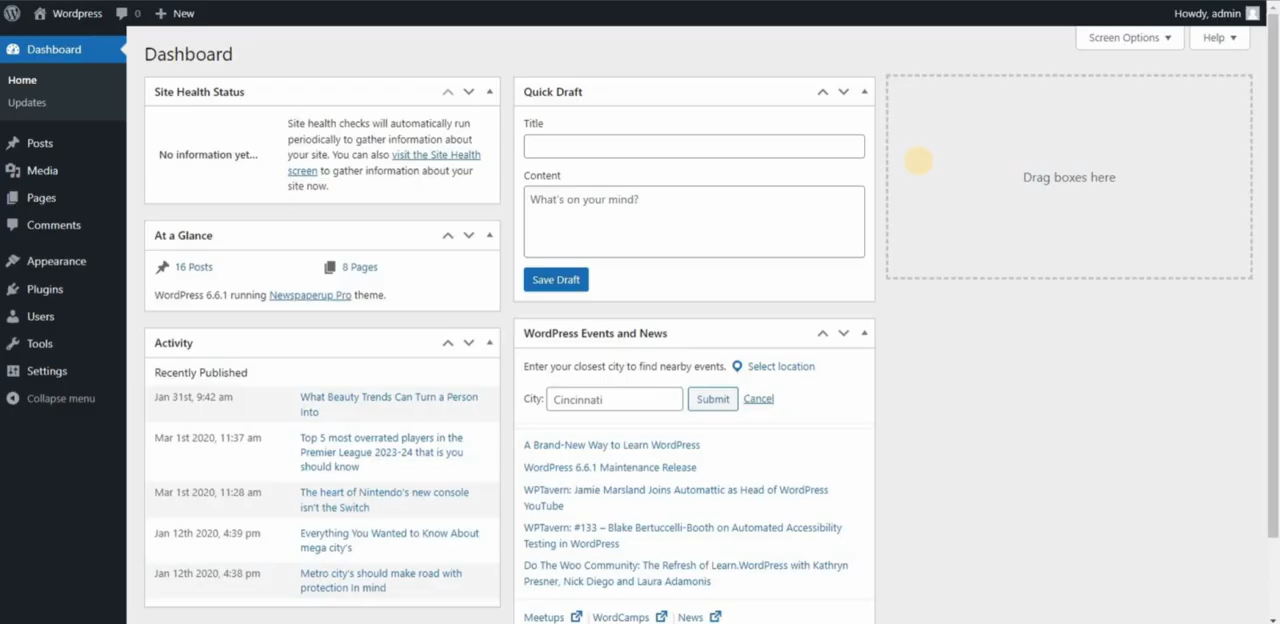 Wordpress 0 New Howdy, admin
Dashboard
Home
Updates
Posts
Media
Pages
Comments
Appearance
Plugins
Users
Tools
Settings
Collapse menu
Screen Options Help
Dashboard
Site Health Status
No information yet...
Site health checks will automatically run
periodically to gather information about
your site. You can also visit the Site Health
screen to gather information about your
site now.
At a Glance
16 Posts 8 Pages
WordPress 6.6.1 running Newspaperup Pro theme.
Activity
Recently Published
Jan 31st, 9:42 am What Beauty Trends Can Turn a Person
Into
Mar 1st 2020, 11:37 am Top 5 most overrated players in the
Premier League 2023-24 that is you
should know
Mar 1st 2020, 11:28 am The heart of Nintendo's new console
isn't the Switch
Jan 12th 2020, 4:39 pm Everything You Wanted to Know About
mega city's
Jan 12th 2020, 4:38 pm Metro city's should make road with
protection In mind
Quick Draft
Title
Content
What's on your mind?
Save Draft
WordPress Events and News
Enter your closest city to find nearby events. Select location
City: Cincinnati Submit Cancel
A Brand-New Way to Learn WordPress
WordPress 6.6.1 Maintenance Release
WPTavern: Jamie Marsland Joins Automattic as Head of WordPress
YouTube
WPTavern: #133 – Blake Bertuccelli-Booth on Automated Accessibility
Testing in WordPress
Do The Woo Community: The Refresh of Learn.WordPress with Kathryn
Presner, Nick Diego and Laura Adamonis
Meetups | WordCamps | News
Drag boxes here